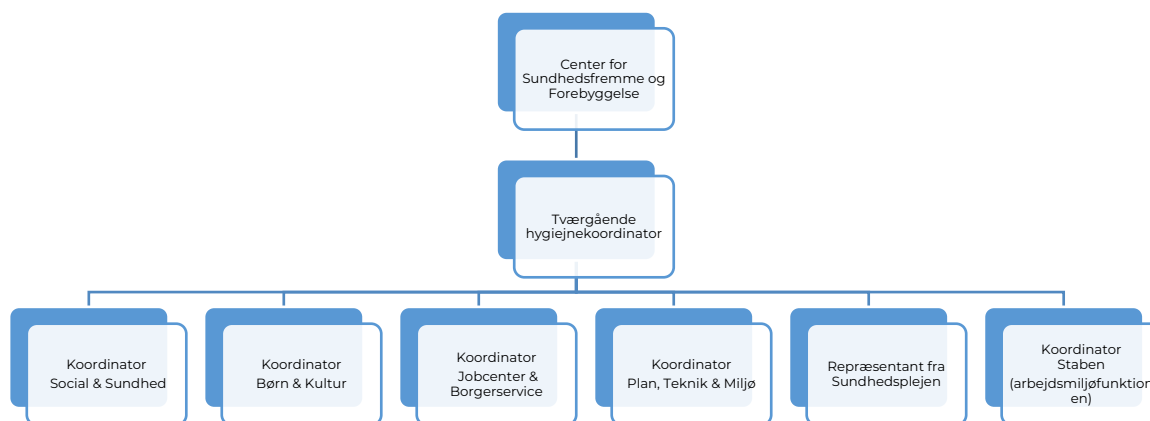 Center for
Sundhedsfremme og
Forebyggelse
Tværgående
hygiejnekoordinator
Koordinator
Social & Sundhed
Koordinator
Børn & Kultur
Koordinator
Jobcenter &
Borgerservice
Koordinator
Plan, Teknik & Miljø
Repræsentant fra
Sundhedsplejen
Koordinator
Staben
(arbejdsmiljøfunktion
en)